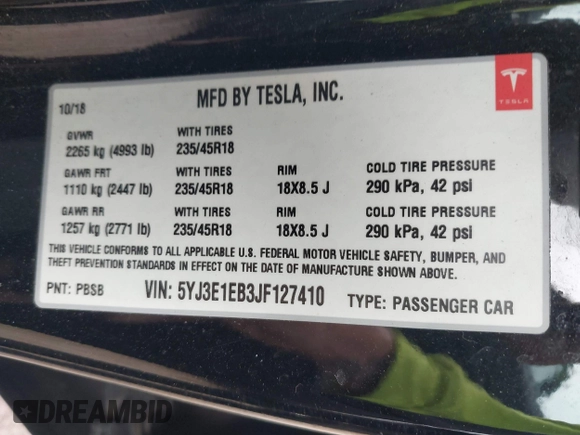 10/18
MFD BY TESLA, INC.
TESLA
GVWR
2265 kg (4993 lb)
WITH TIRES
235/45R18
GAWR FRT
1110 kg (2447 lb)
WITH TIRES
235/45R18
RIM
18X8.5 J
COLD TIRE PRESSURE
290 kPa, 42 psi
GAWR RR
1257 kg (2771 lb)
WITH TIRES
235/45R18
RIM
18X8.5 J
COLD TIRE PRESSURE
290 kPa, 42 psi
THIS VEHICLE CONFORMS TO ALL APPLICABLE U.S. FEDERAL MOTOR VEHICLE SAFETY, BUMPER, AND
THEFT PREVENTION STANDARDS IN EFFECT ON THE DATE OF MANUFACTURE SHOWN ABOVE.
PNT: PBSB
VIN: 5YJ3E1EB3JF127410
TYPE: PASSENGER CAR
DREAMBID